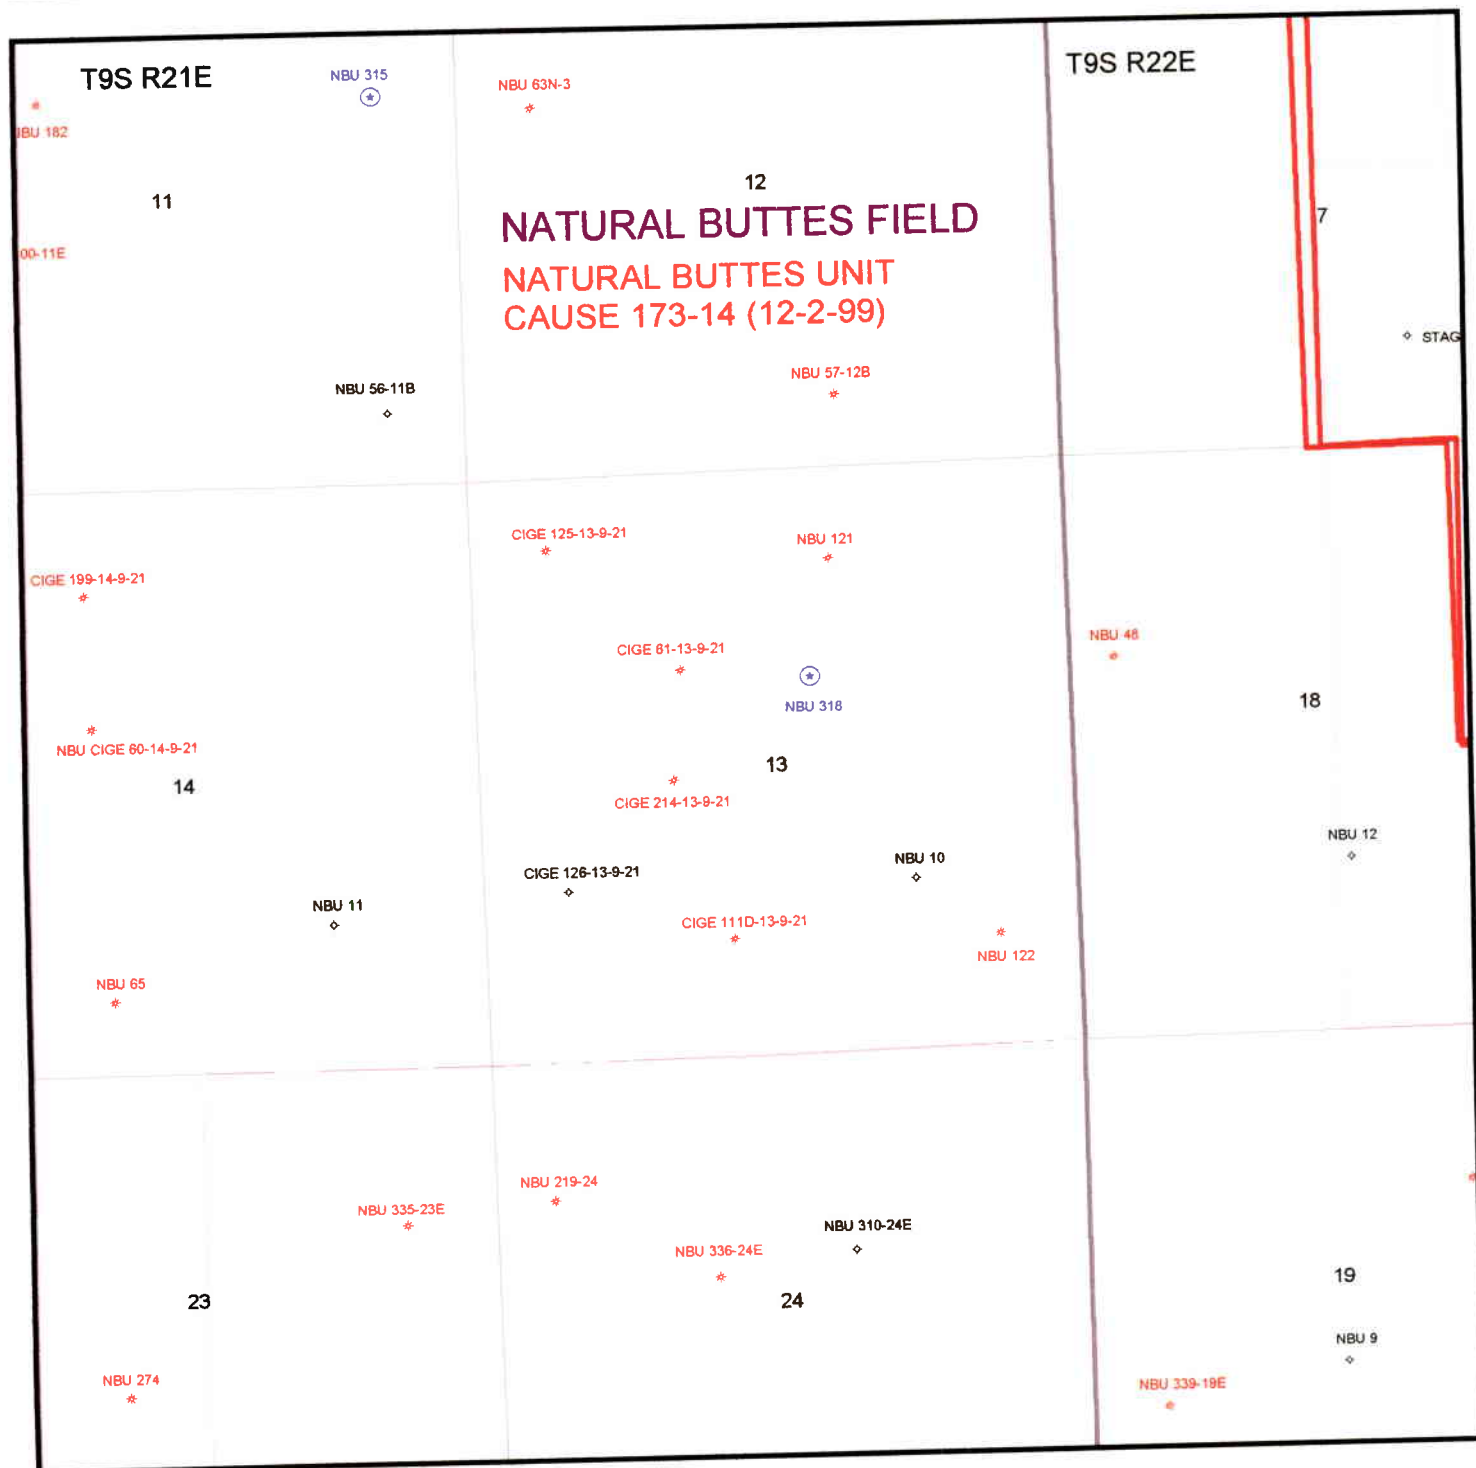 T9S R21E
NBU 315
NBU 63N-3
T9S R22E
NBU 182
11
12
7
NATURAL BUTTES FIELD
00-11E
NATURAL BUTTES UNIT
CAUSE 173-14 (12-2-99)
STAG
NBU 57-12B
NBU 56-11B
CIGE 125-13-9-21
NBU 121
CIGE 199-14-9-21
NBU 48
CIGE 61-13-9-21
18
NBU 318
NBU CIGE 60-14-9-21
13
14
CIGE 214-13-9-21
NBU 12
NBU 10
CIGE 126-13-9-21
NBU 11
CIGE 111D-13-9-21
NBU 122
NBU 65
NBU 219-24
NBU 335-23E
NBU 310-24E
NBU 336-24E
19
23
24
NBU 9
NBU 274
NBU 339-19E